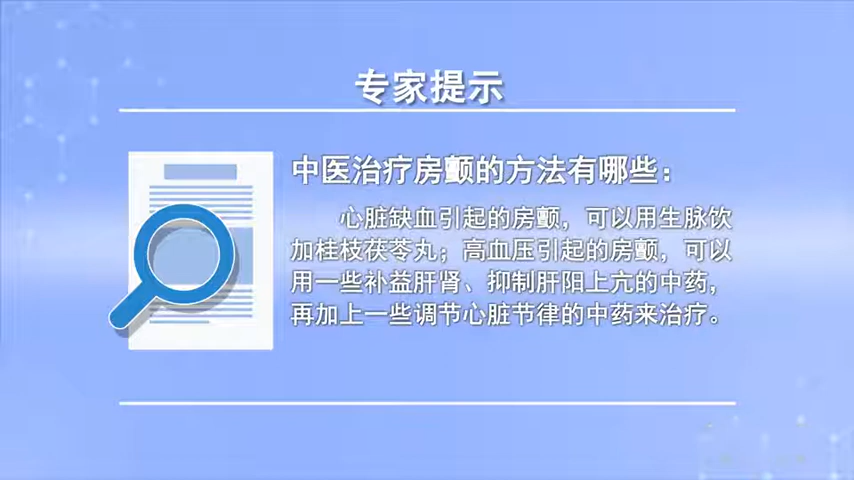 专家提示
中医治疗房颤的方法有哪些：
心脏缺血引起的房颤，可以用生脉饮
加桂枝茯苓丸；高血压引起的房颤，可以
用一些补益肝肾、抑制肝阳上亢的中药，
再加上一些调节心脏节律的中药来治疗。